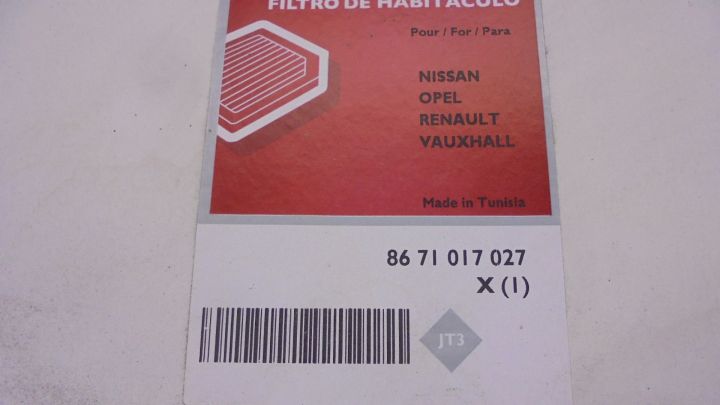 FILTRO DE HABITACULO
Pour / For / Para
NISSAN
OPEL
RENAULT
VAUXHALL
Made in Tunisia
86 71 017 027
X (1)
JT3